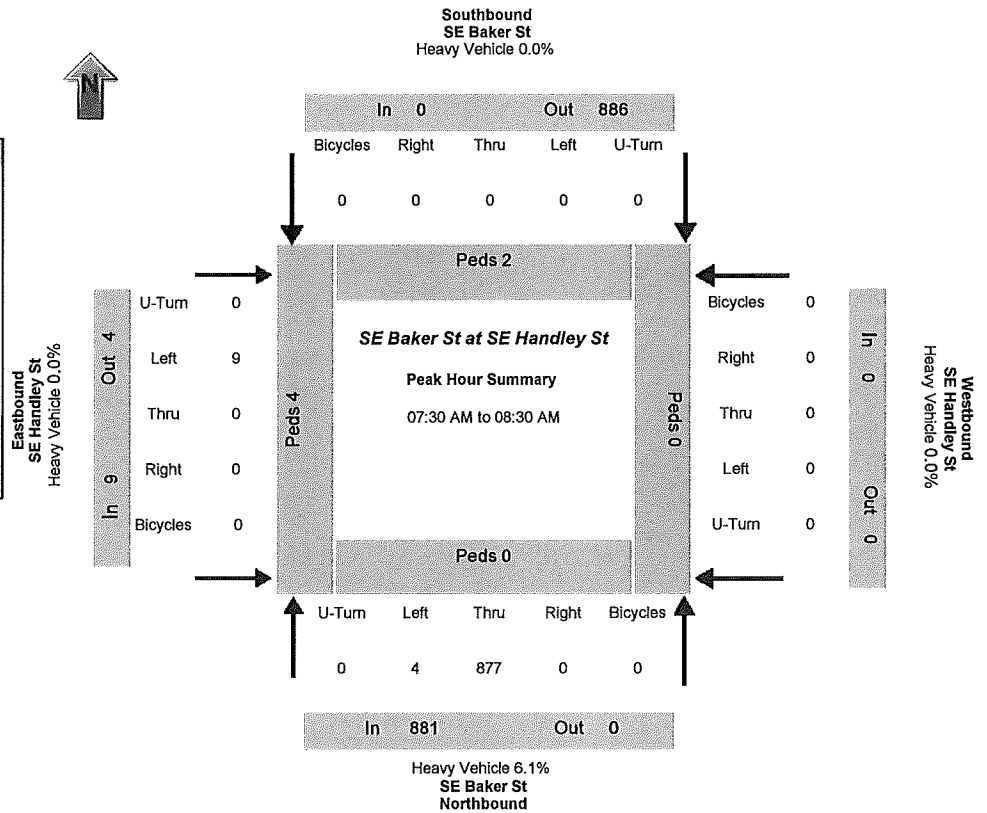 Southbound
SE Baker St
Heavy Vehicle 0.0%
N
In 0 Out 886
Bicycles Right Thru Left U-Turn
0 0 0 0 0
Peds 2
Eastbound
SE Handley St
Heavy Vehicle 0.0%
In 9 Out 4
U-Turn 0
Left 9
Thru 0
Right 0
Bicycles 0
Peds 4
SE Baker St at SE Handley St
Peak Hour Summary
07:30 AM to 08:30 AM
Peds 0
Bicycles 0
Right 0
Thru 0
Left 0
U-Turn 0
In 0 Out 0
Westbound
SE Handley St
Heavy Vehicle 0.0%
Peds 0
U-Turn Left Thru Right Bicycles
0 4 877 0 0
In 881 Out 0
Heavy Vehicle 6.1%
SE Baker St
Northbound